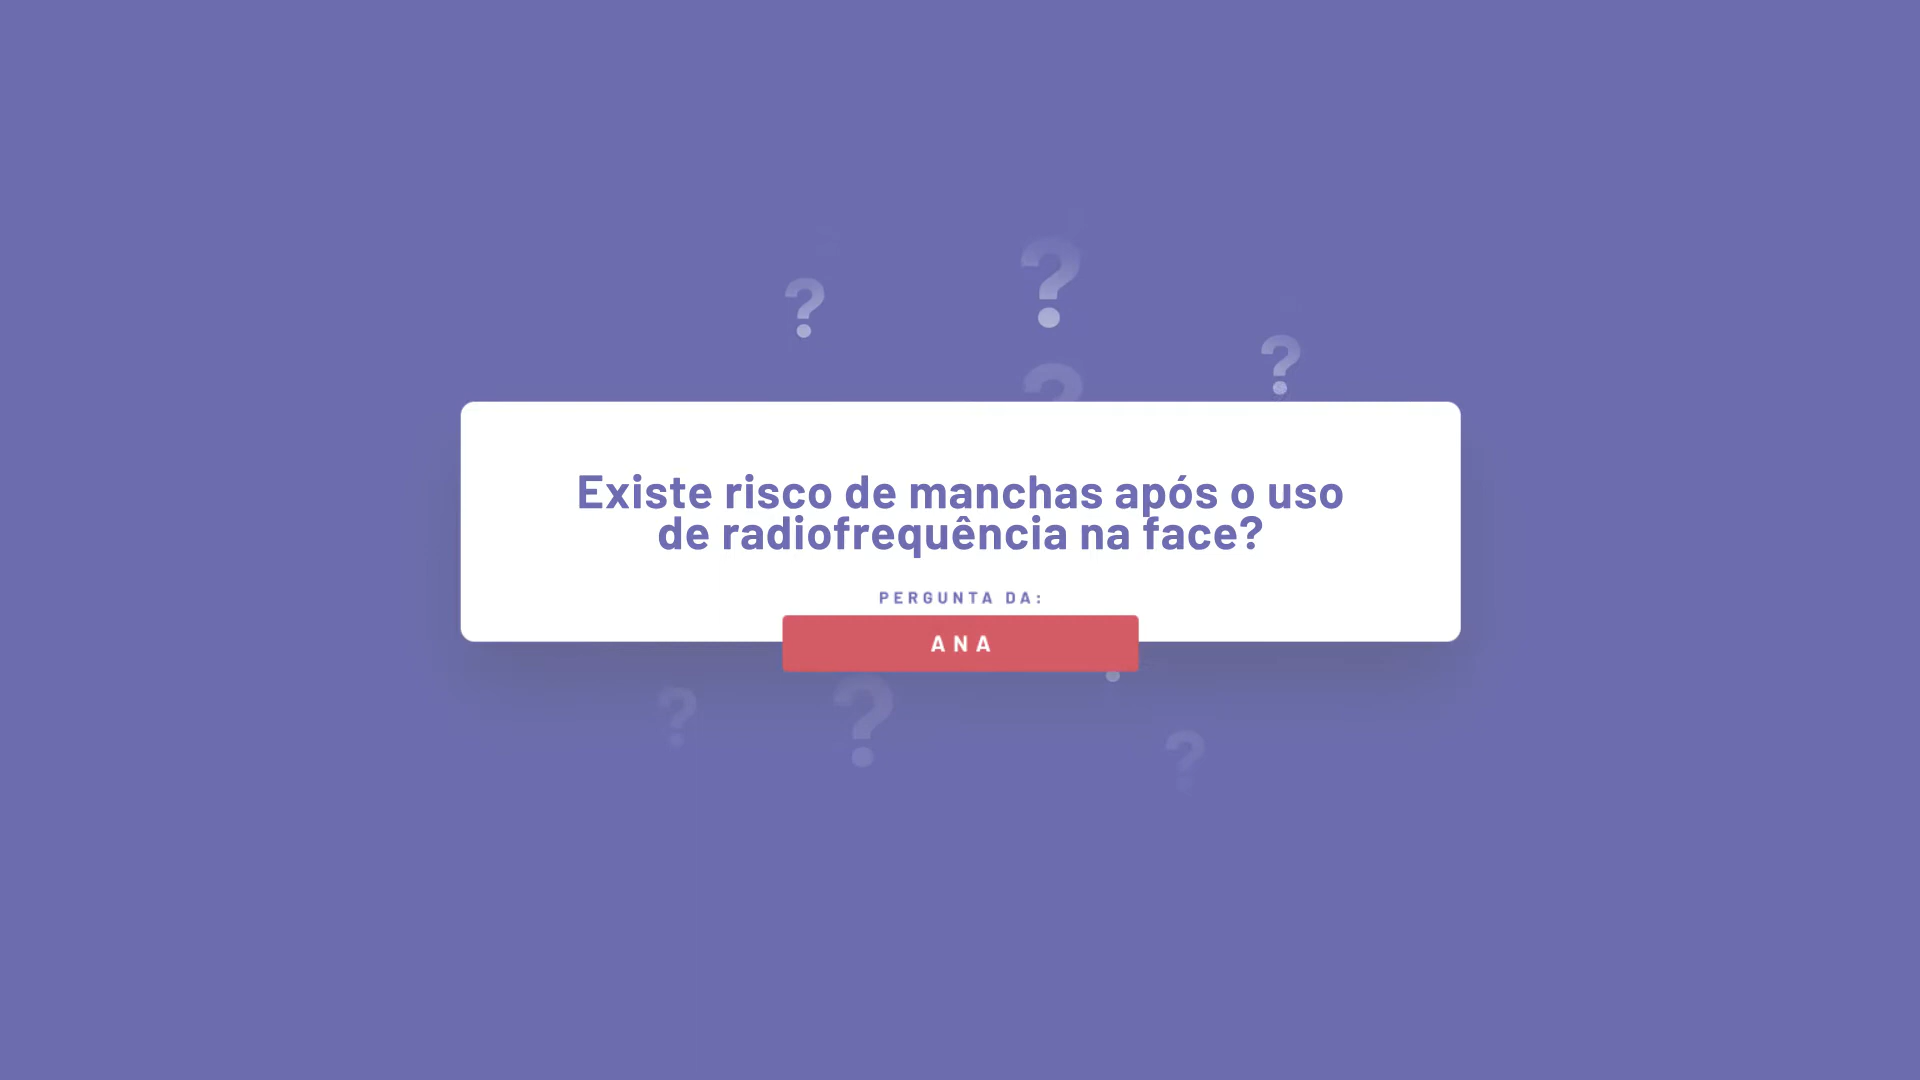 Existe risco de manchas após o uso
de radiofrequência na face?
PERGUNTA DA:
ANA